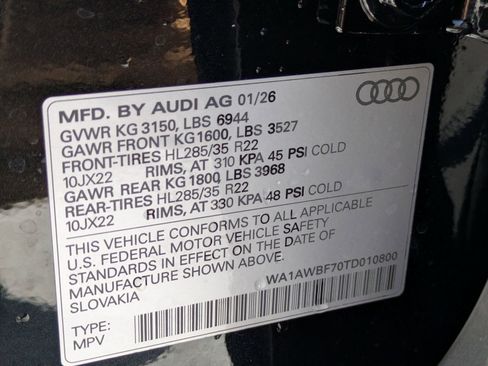 MFD. BY AUDI AG 01/26
GVWR KG 3150, LBS 6944
GAWR FRONT KG1600, LBS 3527
FRONT-TIRES HL285/35 R22
10JX22 RIMS, AT 310 KPA 45 PSI COLD
GAWR REAR KG1800, LBS 3968
REAR-TIRES HL285/35 R22
10JX22 RIMS, AT 330 KPA 48 PSI COLD
THIS VEHICLE CONFORMS TO ALL APPLICABLE
U.S. FEDERAL MOTOR VEHICLE SAFETY
STANDARDS IN EFFECT ON THE DATE OF
MANUFACTURE SHOWN ABOVE.
SLOVAKIA
WA1AWBF70TD010800
TYPE:
MPV